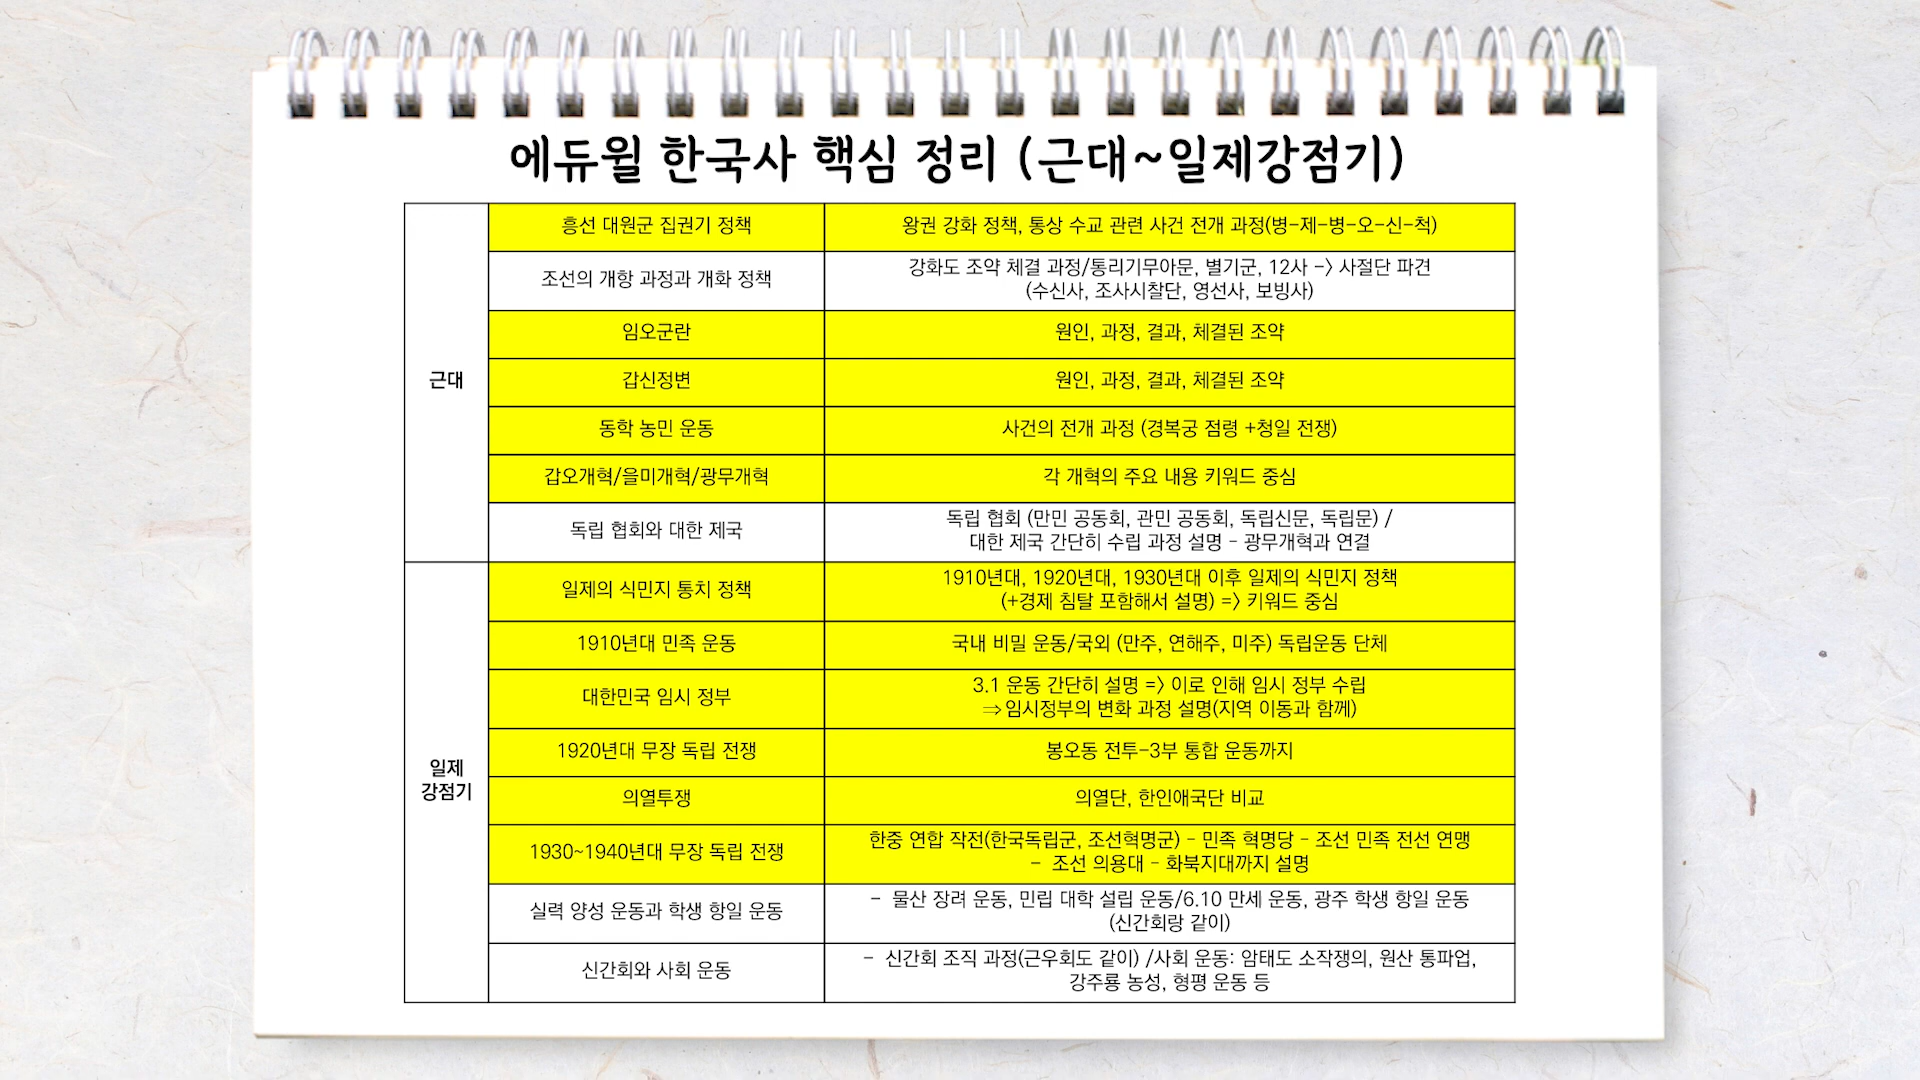 에듀윌 한국사 핵심 정리 (근대~일제강점기)
근대
흥선 대원군 집권기 정책
왕권 강화 정책, 통상 수교 관련 사건 전개 과정(병-제-병-오-신-척)
조선의 개항 과정과 개화 정책
강화도 조약 체결 과정/통리기무아문, 별기군, 12사 -> 사절단 파견
(수신사, 조사시찰단, 영선사, 보빙사)
임오군란
원인, 과정, 결과, 체결된 조약
갑신정변
원인, 과정, 결과, 체결된 조약
동학 농민 운동
사건의 전개 과정 (경복궁 점령 +청일 전쟁)
갑오개혁/을미개혁/광무개혁
각 개혁의 주요 내용 키워드 중심
독립 협회와 대한 제국
독립 협회 (만민 공동회, 관민 공동회, 독립신문, 독립문) /
대한 제국 간단히 수립 과정 설명 - 광무개혁과 연결
일제
강점기
일제의 식민지 통치 정책
1910년대, 1920년대, 1930년대 이후 일제의 식민지 정책
(+경제 침탈 포함해서 설명) => 키워드 중심
1910년대 민족 운동
국내 비밀 운동/국외 (만주, 연해주, 미주) 독립운동 단체
대한민국 임시 정부
3.1 운동 간단히 설명 => 이로 인해 임시 정부 수립
⇒ 임시정부의 변화 과정 설명(지역 이동과 함께)
1920년대 무장 독립 전쟁
봉오동 전투-3부 통합 운동까지
의열투쟁
의열단, 한인애국단 비교
1930~1940년대 무장 독립 전쟁
한중 연합 작전(한국독립군, 조선혁명군) - 민족 혁명당 - 조선 민족 전선 연맹
- 조선 의용대 - 화북지대까지 설명
실력 양성 운동과 학생 항일 운동
- 물산 장려 운동, 민립 대학 설립 운동/6.10 만세 운동, 광주 학생 항일 운동
(신간회랑 같이)
신간회와 사회 운동
- 신간회 조직 과정(근우회도 같이) /사회 운동: 암태도 소작쟁의, 원산 통파업,
강주룡 농성, 형평 운동 등